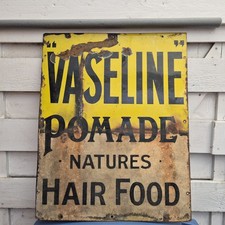 "VASELINE"
POMADE
· NATURES ·
HAIR FOOD